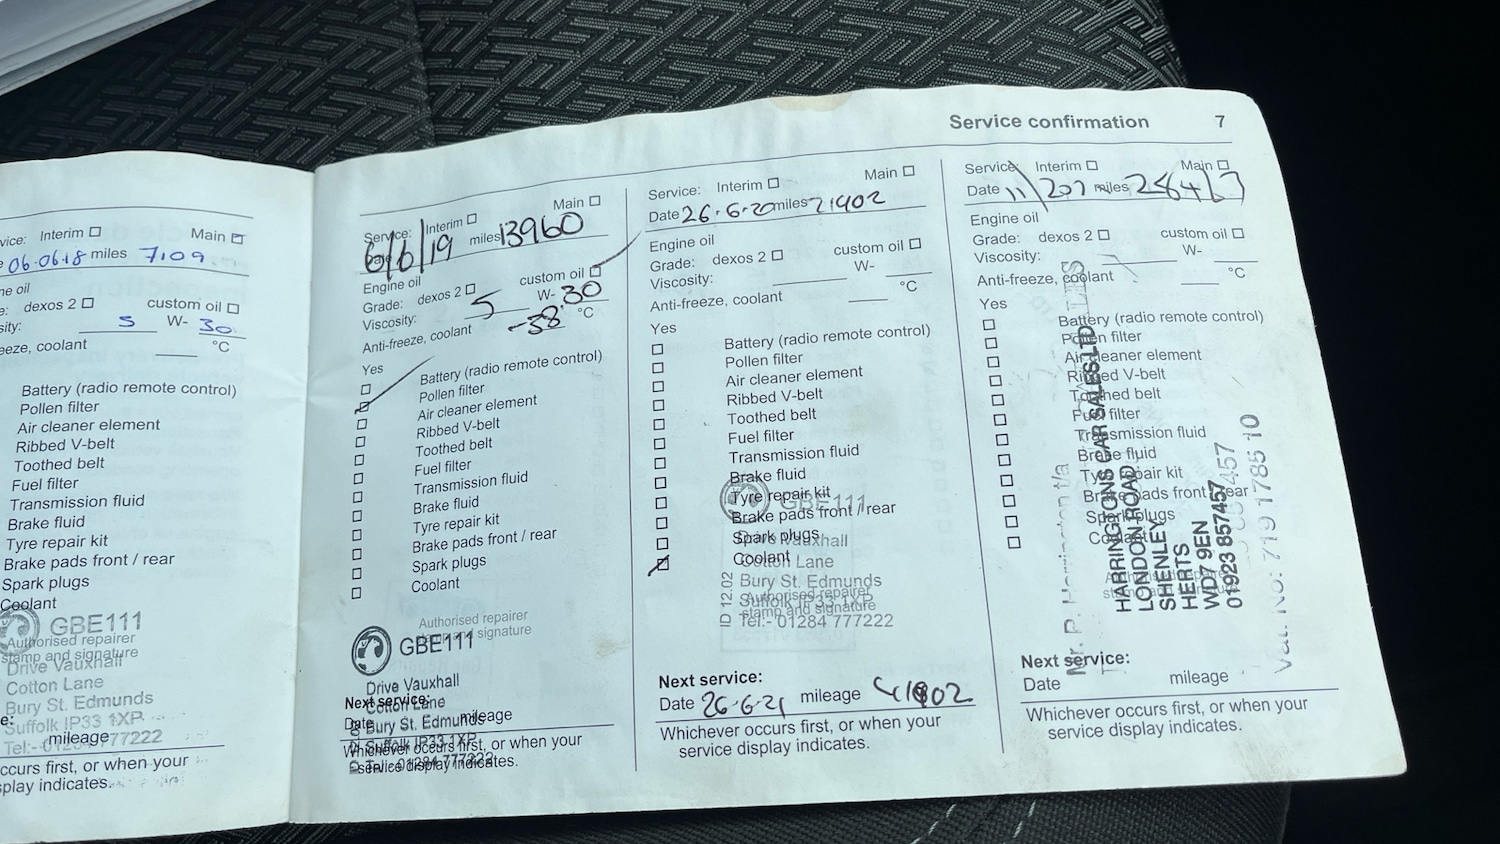 Service confirmation 7
vice: Interim
Main
06.06.18 miles 7109
ne oil
dexos 2 custom oil
sity: 5 W- 30
eeze, coolant °C
Battery (radio remote control)
Pollen filter
Air cleaner element
Ribbed V-belt
Toothed belt
Fuel filter
Transmission fluid
Brake fluid
Tyre repair kit
Brake pads front / rear
Spark plugs
Coolant
GBE111
Authorised repairer
stamp and signature
Drive Vauxhall
Cotton Lane
Bury St. Edmunds
Suffolk IP33 1XP
Tel:- 01284 777222
mileage
ccurs first, or when your
splay indicates.
Service: Interim Main
6/6/19 miles 13960
Engine oil
Grade: dexos 2 custom oil
Viscosity: 5 W- 30
Anti-freeze, coolant -38 °C
Yes
Battery (radio remote control)
Pollen filter
Air cleaner element
Ribbed V-belt
Toothed belt
Fuel filter
Transmission fluid
Brake fluid
Tyre repair kit
Brake pads front / rear
Spark plugs
Coolant
Authorised repairer
stamp and signature
GBE111
Drive Vauxhall
Cotton Lane
Bury St. Edmunds
Suffolk IP33 1XP
Tel:- 01284 777222
Next service:
Date mileage
Whichever occurs first, or when your
service display indicates.
Service: Interim Main
Date 26.6.20 miles 21902
Engine oil
Grade: dexos 2 custom oil
Viscosity: W-
Anti-freeze, coolant °C
Yes
Battery (radio remote control)
Pollen filter
Air cleaner element
Ribbed V-belt
Toothed belt
Fuel filter
Transmission fluid
Brake fluid
Tyre repair kit
Brake pads front / rear
Spark plugs
Coolant
GBE111
Drive Vauxhall
Cotton Lane
Bury St. Edmunds
Suffolk IP33 1XP
Tel:- 01284 777222
ID 12.02
Authorised repairer
stamp and signature
Next service:
Date 26.6.21 mileage 41902
Whichever occurs first, or when your
service display indicates.
Service: Interim Main
Date miles
Engine oil
Grade: dexos 2 custom oil
Viscosity: W-
Anti-freeze, coolant °C
Yes
Battery (radio remote control)
Pollen filter
Air cleaner element
Ribbed V-belt
Toothed belt
Fuel filter
Transmission fluid
Brake fluid
Tyre repair kit
Brake pads front / rear
Spark plugs
Coolant
Mr. P. Harrington t/a
HARRINGTONS CAR SALES LTD
LONDON ROAD
SHENLEY
HERTS
WD7 9EN
01923 857457
Vat. No: 719 1785 10
Next service:
Date mileage
Whichever occurs first, or when your
service display indicates.